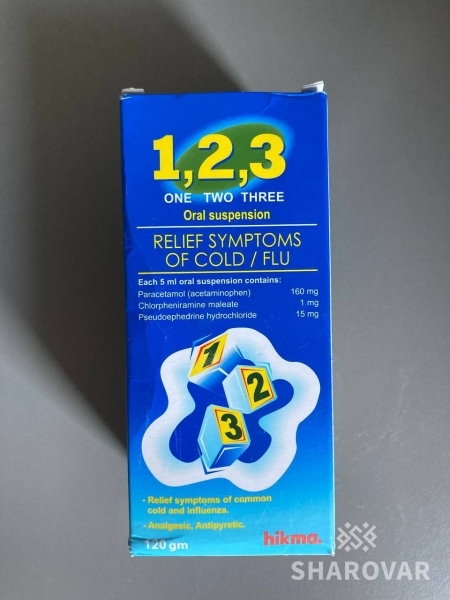 1,2,3
ONE TWO THREE
Oral suspension
RELIEF SYMPTOMS
OF COLD / FLU
Each 5 ml oral suspension contains:
Paracetamol (acetaminophen) 160 mg
Chlorpheniramine maleate 1 mg
Pseudoephedrine hydrochloride 15 mg
1
2
3
- Relief symptoms of common
cold and influenza.
- Analgesic, Antipyretic.
120 gm
hikma.
SHAROVAR